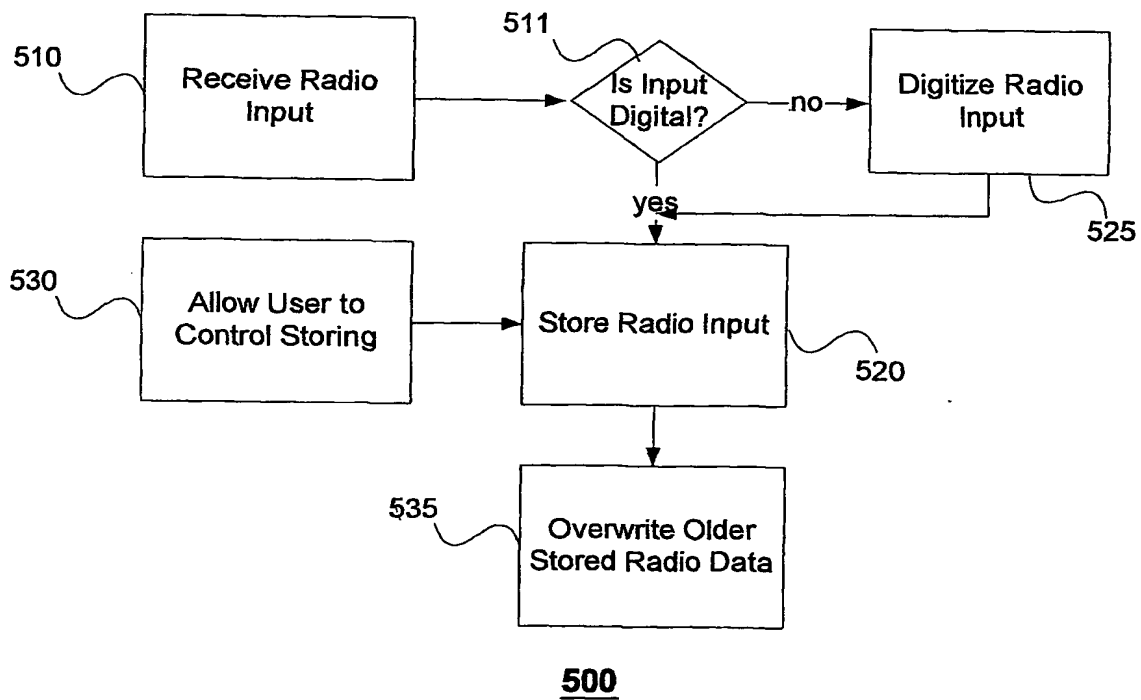 510
Receive Radio
Input
511
Is Input
Digital?
no
Digitize Radio
Input
525
yes
530
Allow User to
Control Storing
Store Radio Input
520
535
Overwrite Older
Stored Radio Data
500